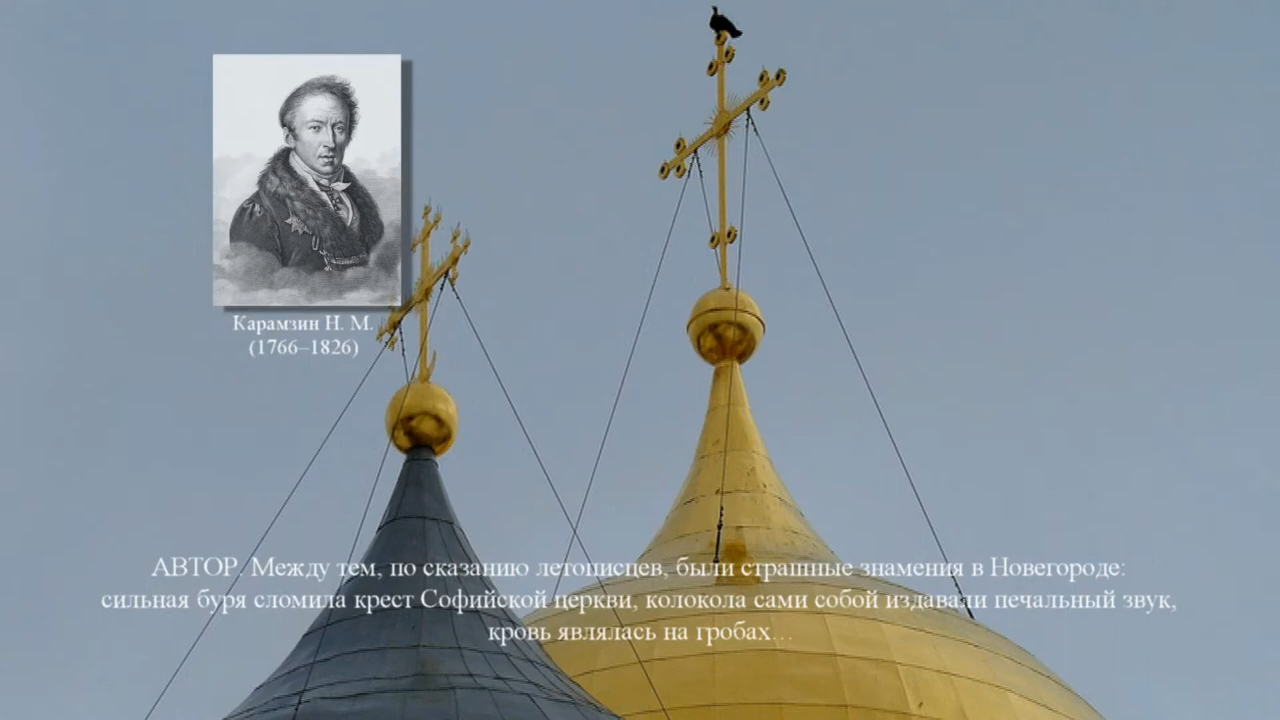 Карамзин Н. М.
(1766–1826)
АВТОР. Между тем, по сказанию летописцев, были страшные знамения в Новегороде:
сильная буря сломила крест Софийской церкви, колокола сами собой издавали печальный звук,
кровь являлась на гробах…